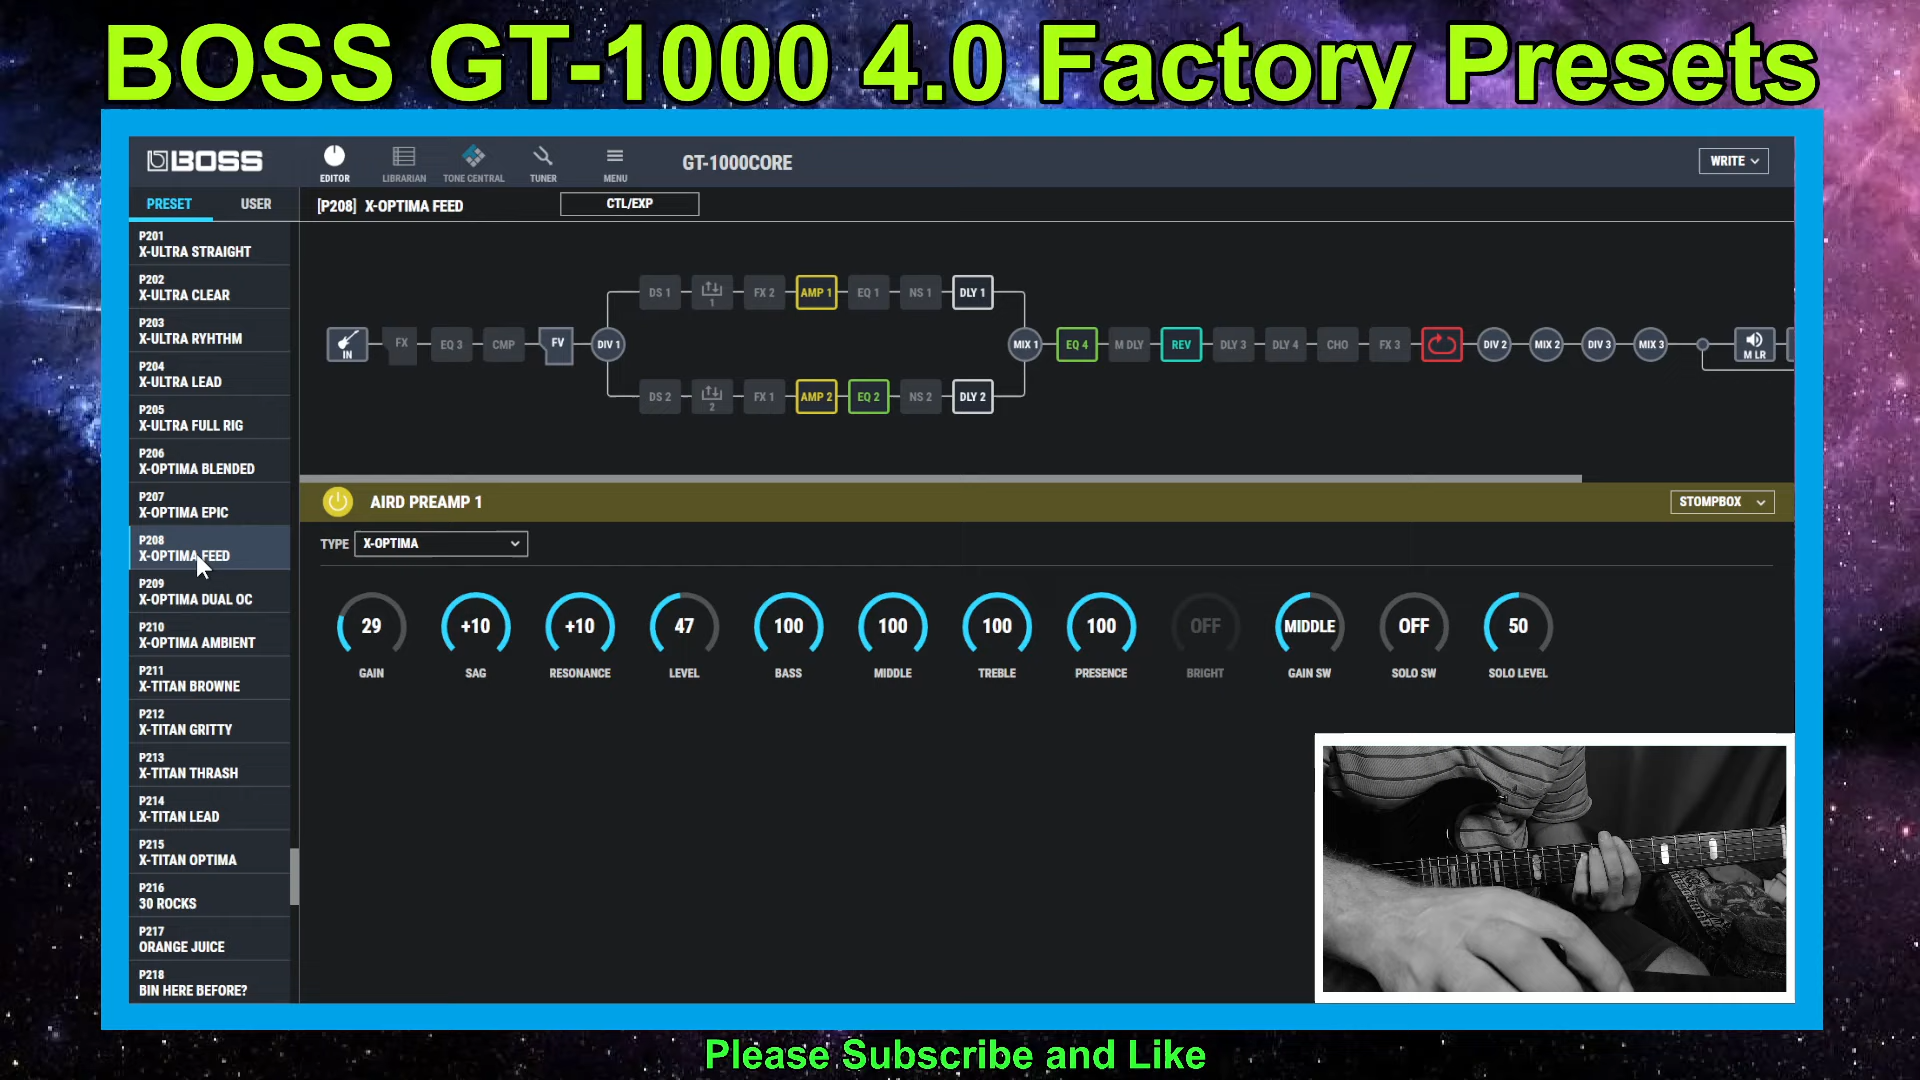 BOSS GT-1000 4.0 Factory Presets
BOSS
EDITOR
LIBRARIAN
TONE CENTRAL
TUNER
MENU
GT-1000CORE
WRITE
PRESET
USER
[P208] X-OPTIMA FEED
CTL/EXP
P201
X-ULTRA STRAIGHT
P202
X-ULTRA CLEAR
P203
X-ULTRA RYHTHM
P204
X-ULTRA LEAD
P205
X-ULTRA FULL RIG
P206
X-OPTIMA BLENDED
P207
X-OPTIMA EPIC
P208
X-OPTIMA FEED
P209
X-OPTIMA DUAL OC
P210
X-OPTIMA AMBIENT
P211
X-TITAN BROWNE
P212
X-TITAN GRITTY
P213
X-TITAN THRASH
P214
X-TITAN LEAD
P215
X-TITAN OPTIMA
P216
30 ROCKS
P217
ORANGE JUICE
P218
BIN HERE BEFORE?
DS 1
1
FX 2
AMP 1
EQ 1
NS 1
DLY 1
IN
FX
EQ 3
CMP
FV
DIV 1
MIX 1
EQ 4
M DLY
REV
DLY 3
DLY 4
CHO
FX 3
DIV 2
MIX 2
DIV 3
MIX 3
M LR
DS 2
2
FX 1
AMP 2
EQ 2
NS 2
DLY 2
AIRD PREAMP 1
STOMPBOX
TYPE X-OPTIMA
29
+10
+10
47
100
100
100
100
OFF
MIDDLE
OFF
50
GAIN
SAG
RESONANCE
LEVEL
BASS
MIDDLE
TREBLE
PRESENCE
BRIGHT
GAIN SW
SOLO SW
SOLO LEVEL
Please Subscribe and Like